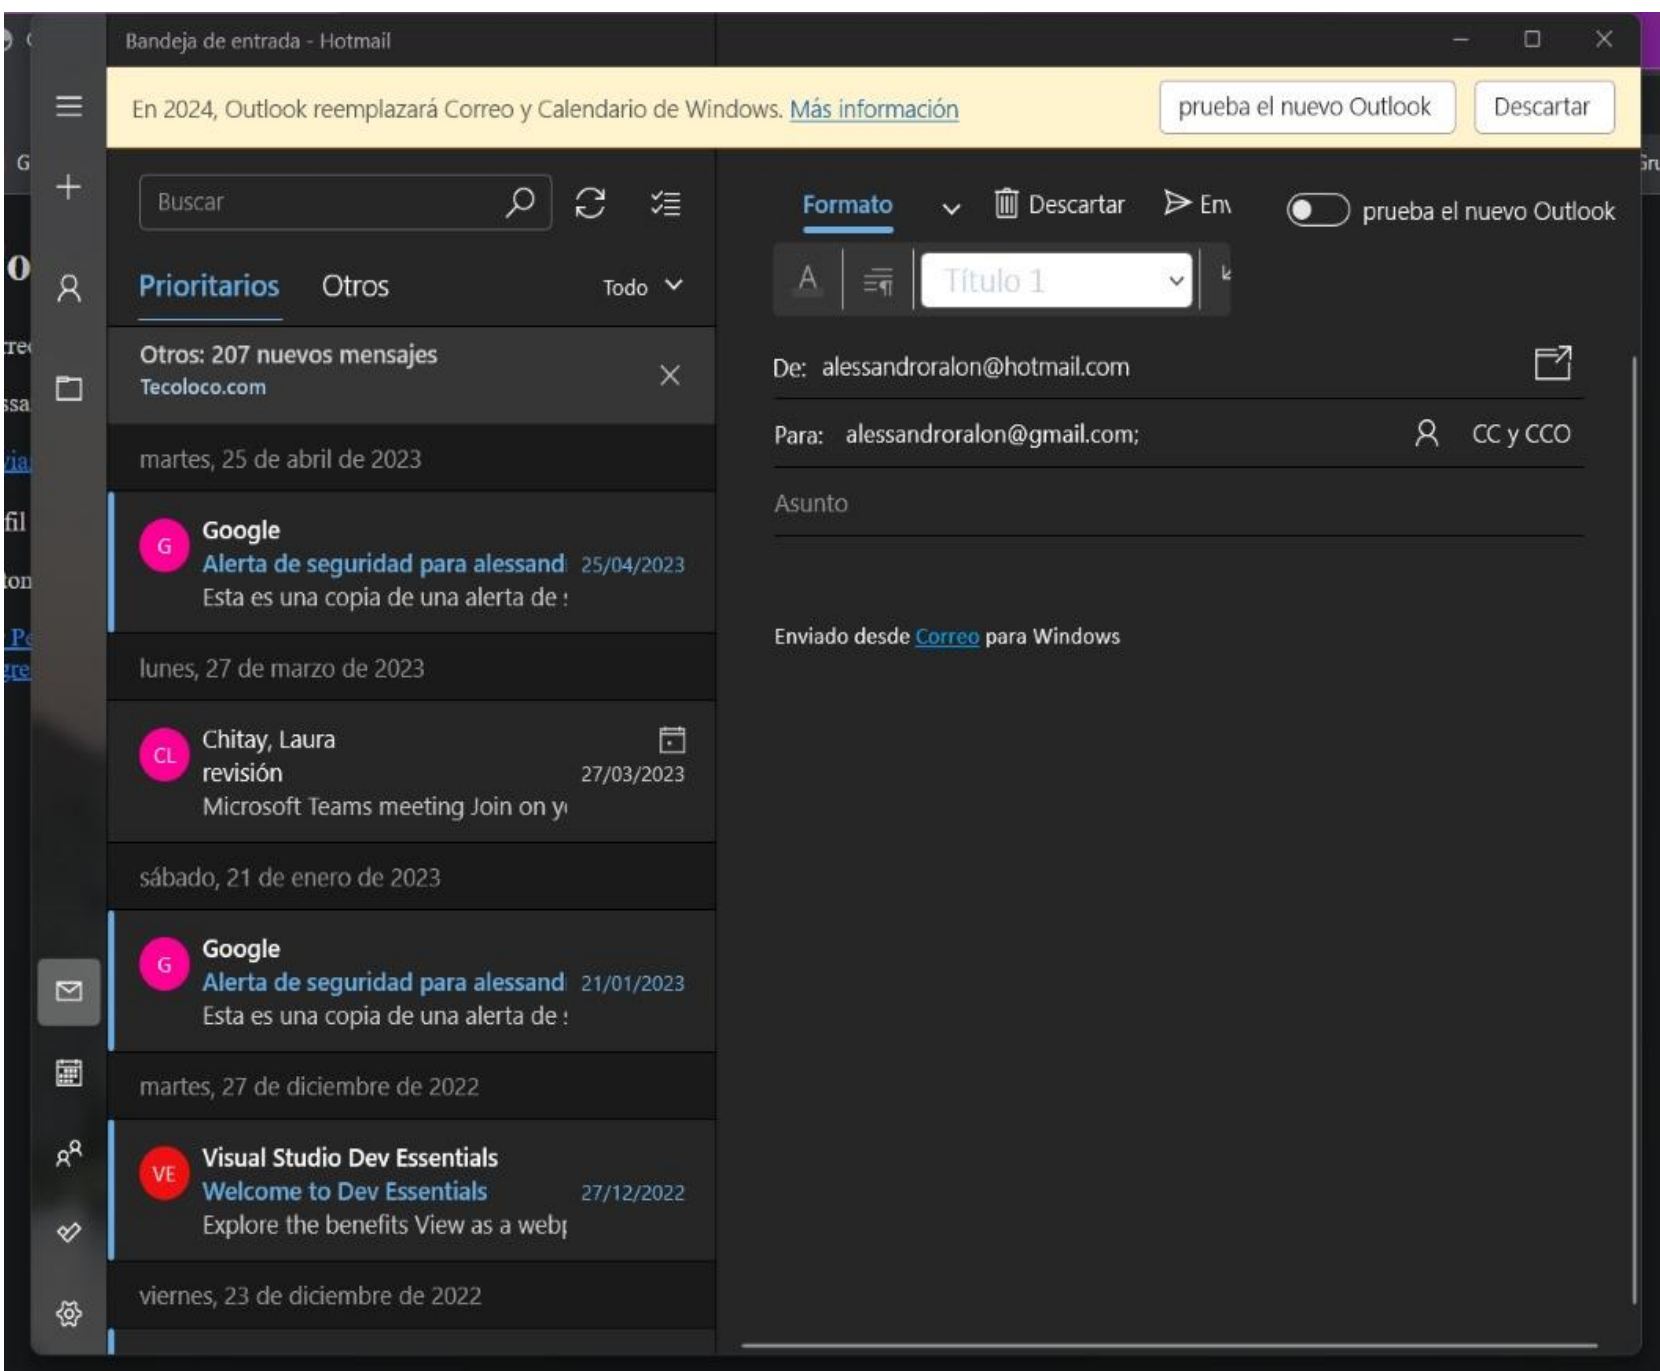 Bandeja de entrada - Hotmail
En 2024, Outlook reemplazará Correo y Calendario de Windows. Más información
prueba el nuevo Outlook
Descartar
Buscar
Prioritarios
Otros
Todo
Otros: 207 nuevos mensajes
Tecoloco.com
martes, 25 de abril de 2023
G
Google
Alerta de seguridad para alessand 25/04/2023
Esta es una copia de una alerta de
lunes, 27 de marzo de 2023
CL
Chitay, Laura
revisión 27/03/2023
Microsoft Teams meeting Join on
sábado, 21 de enero de 2023
G
Google
Alerta de seguridad para alessand 21/01/2023
Esta es una copia de una alerta de
martes, 27 de diciembre de 2022
VE
Visual Studio Dev Essentials
Welcome to Dev Essentials 27/12/2022
Explore the benefits View as a
viernes, 23 de diciembre de 2022
Formato
Descartar
prueba el nuevo Outlook
A
Título 1
De: alessandroralon@hotmail.com
Para: alessandroralon@gmail.com;
CC y CCO
Asunto
Enviado desde Correo para Windows